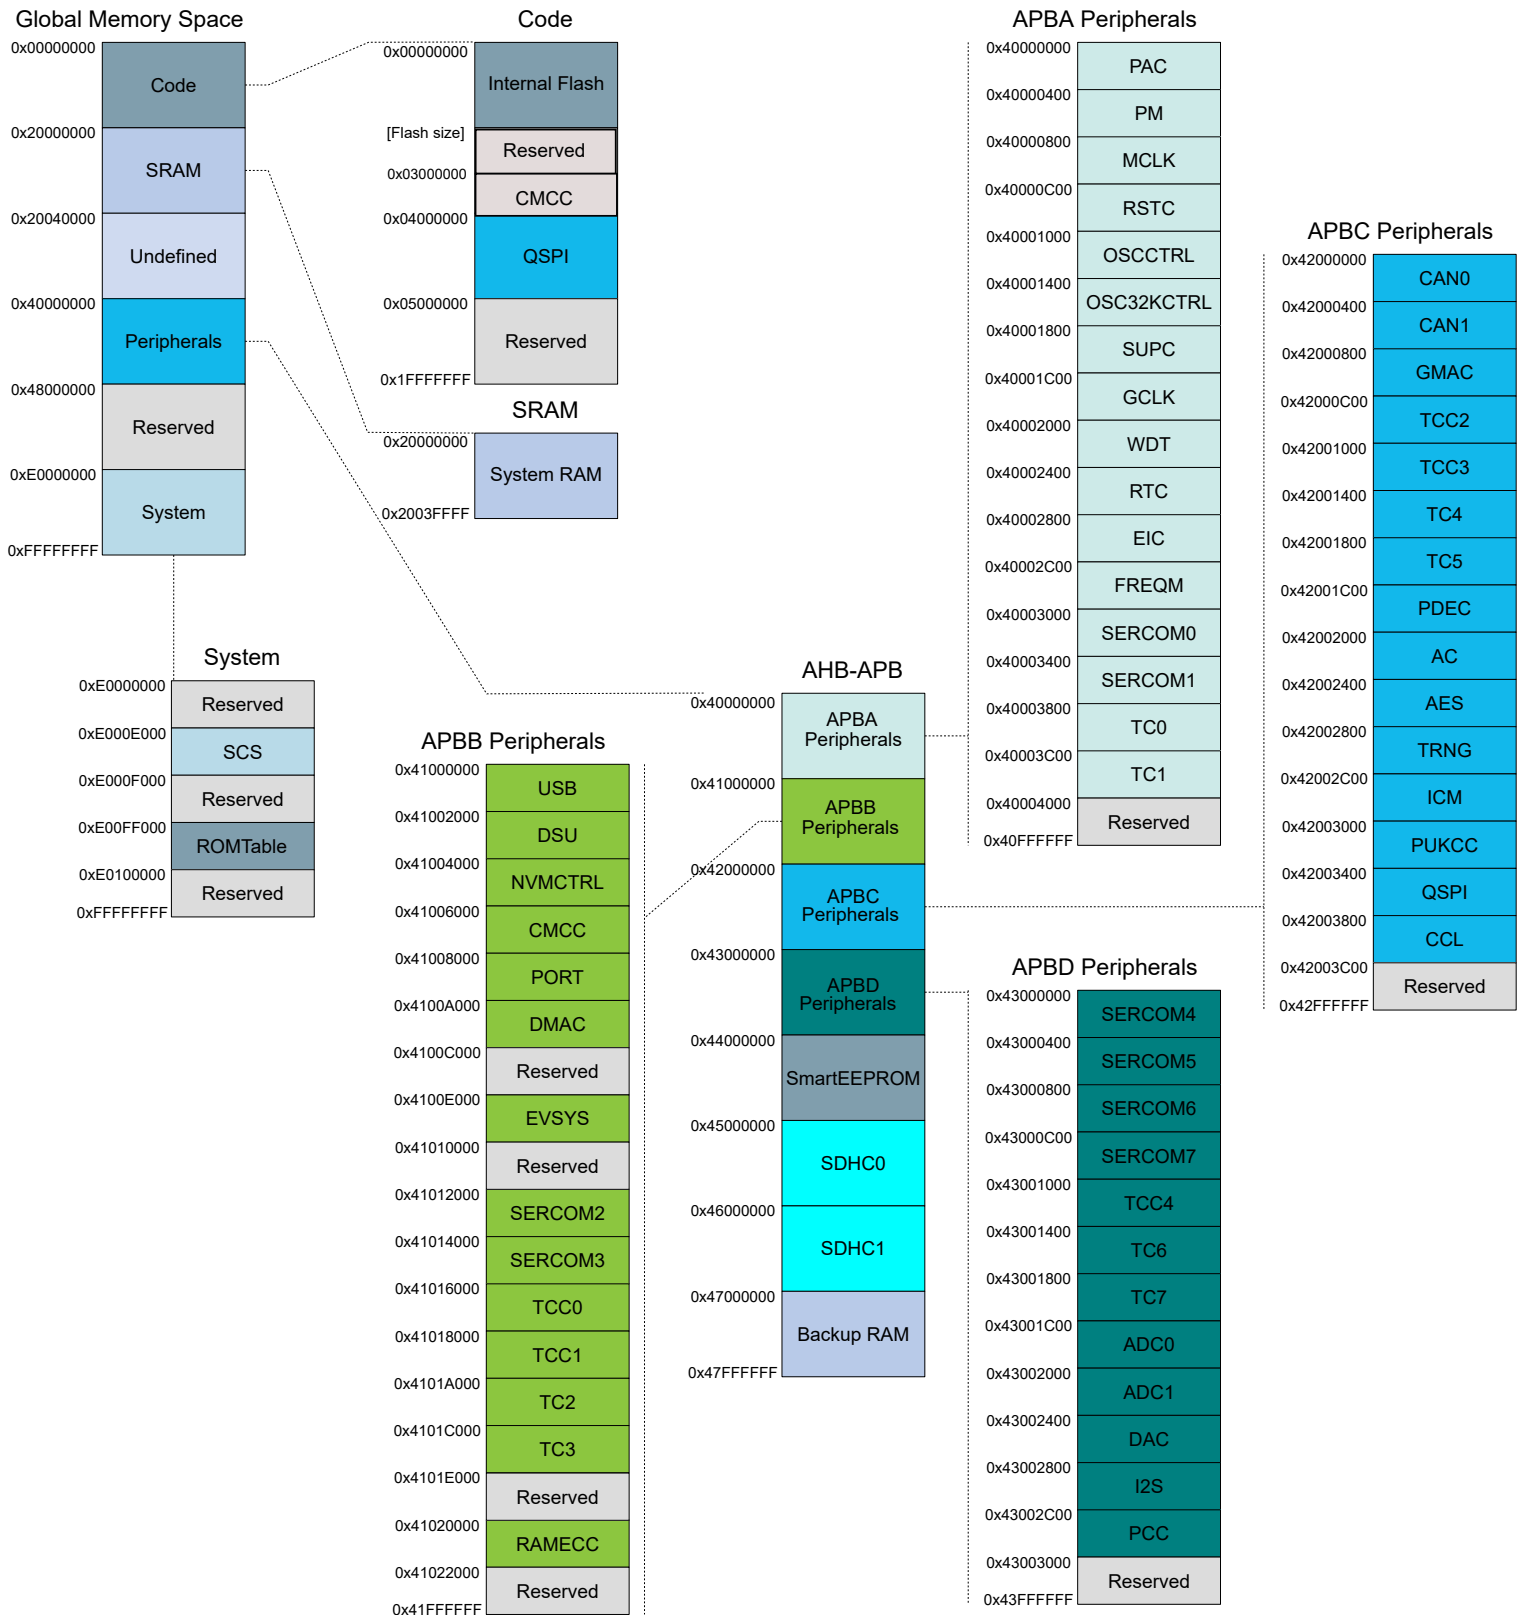 Global Memory Space
0x00000000
Code
0x20000000
SRAM
0x20040000
Undefined
0x40000000
Peripherals
0x48000000
Reserved
0xE0000000
System
0xFFFFFFFF
Code
0x00000000
Internal Flash
[Flash size]
Reserved
0x03000000
CMCC
0x04000000
QSPI
0x05000000
Reserved
0x1FFFFFFF
SRAM
0x20000000
System RAM
0x2003FFFF
System
0xE0000000
Reserved
0xE000E000
SCS
0xE000F000
Reserved
0xE00FF000
ROMTable
0xE0100000
Reserved
0xFFFFFFFF
APBB Peripherals
0x41000000
USB
0x41002000
DSU
0x41004000
NVMCTRL
0x41006000
CMCC
0x41008000
PORT
0x4100A000
DMAC
0x4100C000
Reserved
0x4100E000
EVSYS
0x41010000
Reserved
0x41012000
SERCOM2
0x41014000
SERCOM3
0x41016000
TCC0
0x41018000
TCC1
0x4101A000
TC2
0x4101C000
TC3
0x4101E000
Reserved
0x41020000
RAMECC
0x41022000
Reserved
0x41FFFFFF
AHB-APB
0x40000000
APBA
Peripherals
0x41000000
APBB
Peripherals
0x42000000
APBC
Peripherals
0x43000000
APBD
Peripherals
0x44000000
SmartEEPROM
0x45000000
SDHC0
0x46000000
SDHC1
0x47000000
Backup RAM
0x47FFFFFF
APBA Peripherals
0x40000000
PAC
0x40000400
PM
0x40000800
MCLK
0x40000C00
RSTC
0x40001000
OSCCTRL
0x40001400
OSC32KCTRL
0x40001800
SUPC
0x40001C00
GCLK
0x40002000
WDT
0x40002400
RTC
0x40002800
EIC
0x40002C00
FREQM
0x40003000
SERCOM0
0x40003400
SERCOM1
0x40003800
TC0
0x40003C00
TC1
0x40004000
Reserved
0x40FFFFFF
APBD Peripherals
0x43000000
SERCOM4
0x43000400
SERCOM5
0x43000800
SERCOM6
0x43000C00
SERCOM7
0x43001000
TCC4
0x43001400
TC6
0x43001800
TC7
0x43001C00
ADC0
0x43002000
ADC1
0x43002400
DAC
0x43002800
I2S
0x43002C00
PCC
0x43003000
Reserved
0x43FFFFFF
APBC Peripherals
0x42000000
CAN0
0x42000400
CAN1
0x42000800
GMAC
0x42000C00
TCC2
0x42001000
TCC3
0x42001400
TC4
0x42001800
TC5
0x42001C00
PDEC
0x42002000
AC
0x42002400
AES
0x42002800
TRNG
0x42002C00
ICM
0x42003000
PUKCC
0x42003400
QSPI
0x42003800
CCL
0x42003C00
Reserved
0x42FFFFFF